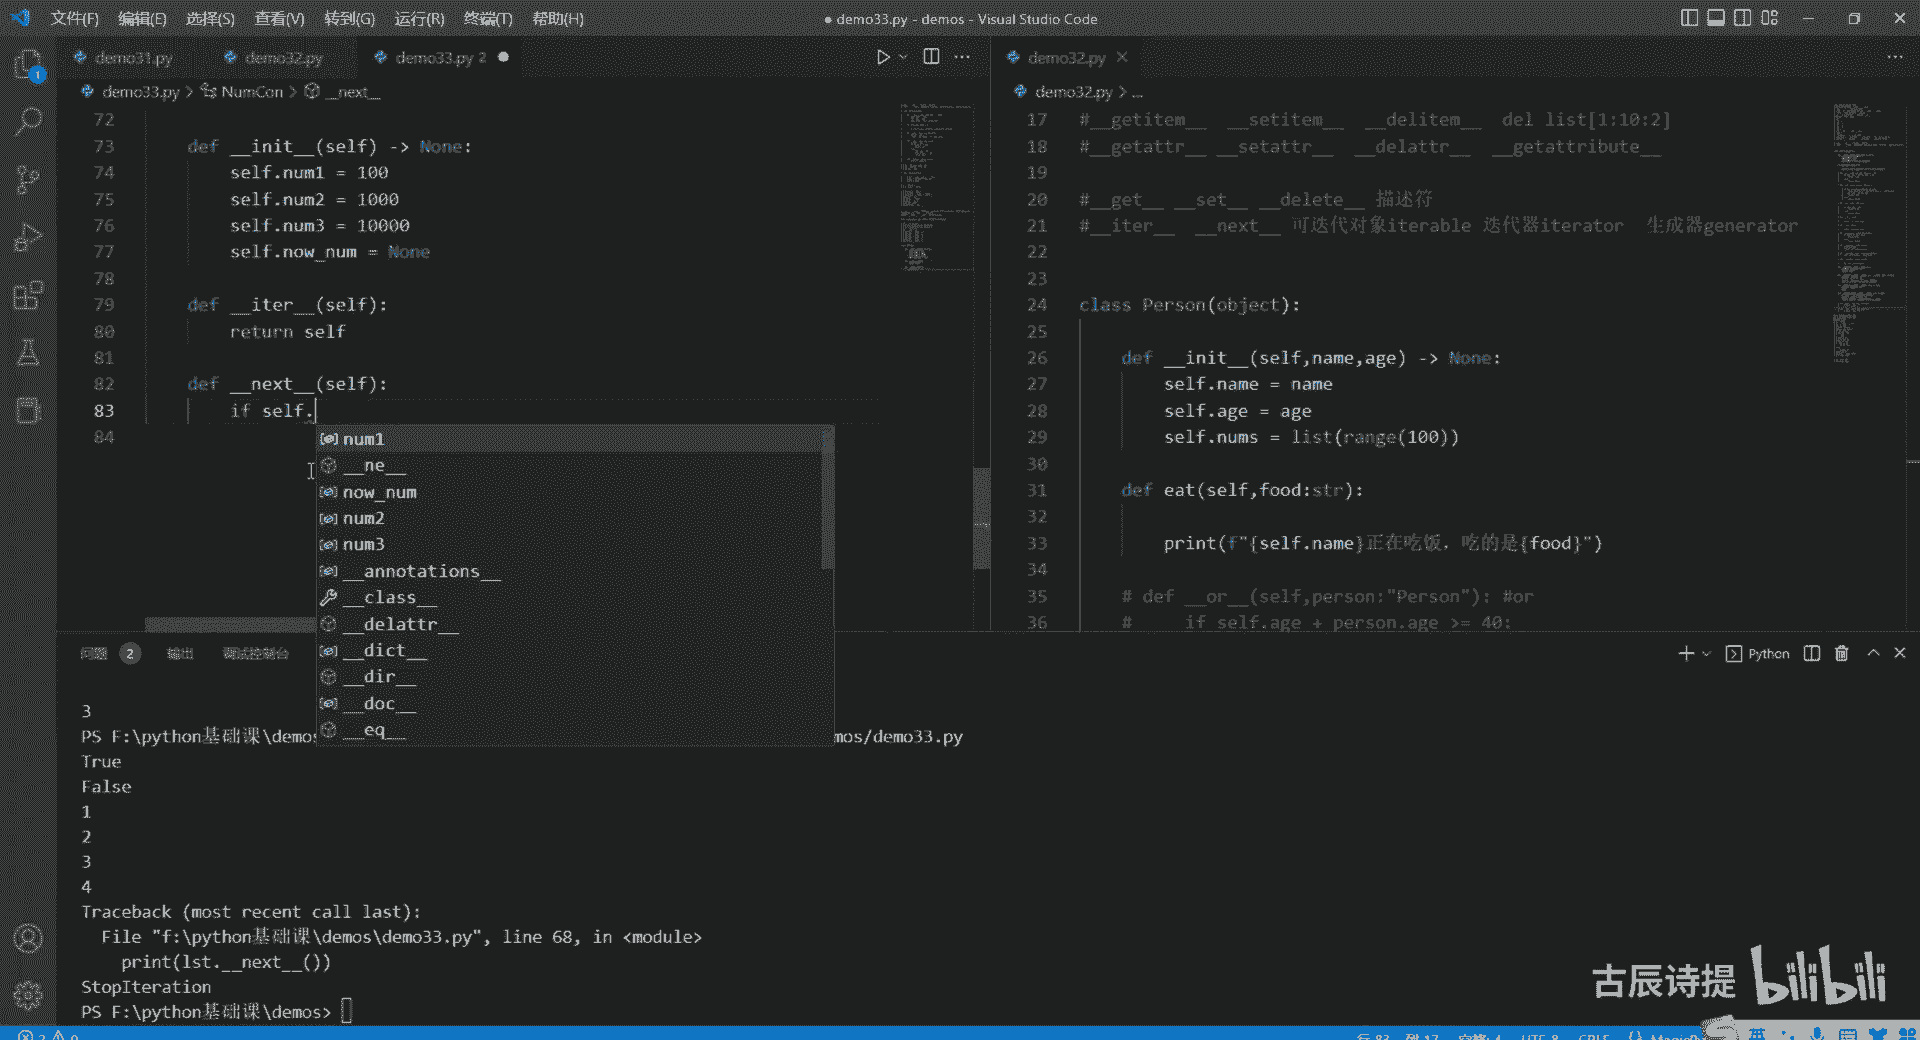 文件(F) 编辑(E) 选择(S) 查看(V) 转到(G) 运行(R) 终端(T) 帮助(H)
● demo33.py - demos - Visual Studio Code
demo31.py
demo32.py
demo33.py 2 ●
demo33.py > NumCon > __next__
72
73 def __init__(self) -> None:
74 self.num1 = 100
75 self.num2 = 1000
76 self.num3 = 10000
77 self.now_num = None
78
79 def __iter__(self):
80 return self
81
82 def __next__(self):
83 if self.
84
num1
__ne__
now_num
num2
num3
__annotations__
__class__
__delattr__
__dict__
__dir__
__doc__
__eq__
demo32.py
demo32.py > ...
17 #__getitem__ __setitem__ __delitem__ del list[1:10:2]
18 #__getattr__ __setattr__ __delattr__ __getattribute__
19
20 #__get__ __set__ __delete__ 描述符
21 #__iter__ __next__ 可迭代对象iterable 迭代器iterator 生成器generator
22
23
24 class Person(object):
25
26 def __init__(self,name,age) -> None:
27 self.name = name
28 self.age = age
29 self.nums = list(range(100))
30
31 def eat(self,food:str):
32
33 print(f"{self.name}正在吃饭，吃的是{food}")
34
35 # def __or__(self,person:"Person"): #or
36 # if self.age + person.age >= 40:
问题 2 输出 调试控制台
Python
3
PS F:\python基础课\demos
mos/demo33.py
True
False
1
2
3
4
Traceback (most recent call last):
File "f:\python基础课\demos\demo33.py", line 68, in <module>
print(lst.__next__())
StopIteration
PS F:\python基础课\demos>
古辰诗提 bilibili